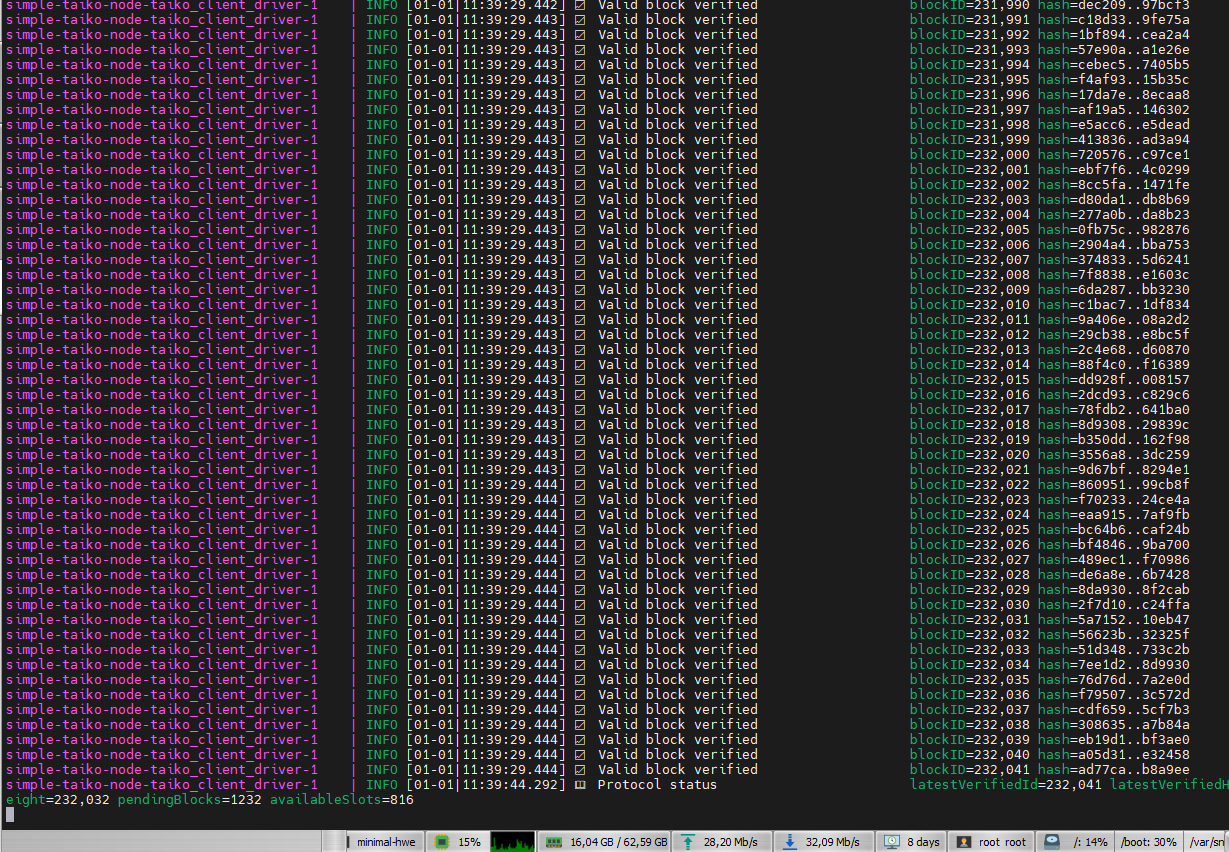 simple-taiko-node-taiko_client_driver-1 | INFO [01-01|11:39:29.442] ☑ Valid block verified blockID=231,990 hash=dec209..97bcf3
simple-taiko-node-taiko_client_driver-1 | INFO [01-01|11:39:29.443] ☑ Valid block verified blockID=231,991 hash=c18d33..9fe75a
simple-taiko-node-taiko_client_driver-1 | INFO [01-01|11:39:29.443] ☑ Valid block verified blockID=231,992 hash=1bf894..cea2a4
simple-taiko-node-taiko_client_driver-1 | INFO [01-01|11:39:29.443] ☑ Valid block verified blockID=231,993 hash=57e90a..a1e26e
simple-taiko-node-taiko_client_driver-1 | INFO [01-01|11:39:29.443] ☑ Valid block verified blockID=231,994 hash=cebec5..7405b5
simple-taiko-node-taiko_client_driver-1 | INFO [01-01|11:39:29.443] ☑ Valid block verified blockID=231,995 hash=f4af93..15b35c
simple-taiko-node-taiko_client_driver-1 | INFO [01-01|11:39:29.443] ☑ Valid block verified blockID=231,996 hash=17da7e..8ecaa8
simple-taiko-node-taiko_client_driver-1 | INFO [01-01|11:39:29.443] ☑ Valid block verified blockID=231,997 hash=af19a5..146302
simple-taiko-node-taiko_client_driver-1 | INFO [01-01|11:39:29.443] ☑ Valid block verified blockID=231,998 hash=e5acc6..e5dead
simple-taiko-node-taiko_client_driver-1 | INFO [01-01|11:39:29.443] ☑ Valid block verified blockID=231,999 hash=413836..ad3a94
simple-taiko-node-taiko_client_driver-1 | INFO [01-01|11:39:29.443] ☑ Valid block verified blockID=232,000 hash=720576..c97ce1
simple-taiko-node-taiko_client_driver-1 | INFO [01-01|11:39:29.443] ☑ Valid block verified blockID=232,001 hash=ebf7f6..4c0299
simple-taiko-node-taiko_client_driver-1 | INFO [01-01|11:39:29.443] ☑ Valid block verified blockID=232,002 hash=8cc5fa..1471fe
simple-taiko-node-taiko_client_driver-1 | INFO [01-01|11:39:29.443] ☑ Valid block verified blockID=232,003 hash=d80da1..db8b69
simple-taiko-node-taiko_client_driver-1 | INFO [01-01|11:39:29.443] ☑ Valid block verified blockID=232,004 hash=277a0b..da8b23
simple-taiko-node-taiko_client_driver-1 | INFO [01-01|11:39:29.443] ☑ Valid block verified blockID=232,005 hash=0fb75c..982876
simple-taiko-node-taiko_client_driver-1 | INFO [01-01|11:39:29.443] ☑ Valid block verified blockID=232,006 hash=2904a4..bba753
simple-taiko-node-taiko_client_driver-1 | INFO [01-01|11:39:29.443] ☑ Valid block verified blockID=232,007 hash=374833..5d6241
simple-taiko-node-taiko_client_driver-1 | INFO [01-01|11:39:29.443] ☑ Valid block verified blockID=232,008 hash=7f8838..e1603c
simple-taiko-node-taiko_client_driver-1 | INFO [01-01|11:39:29.443] ☑ Valid block verified blockID=232,009 hash=6da287..bb3230
simple-taiko-node-taiko_client_driver-1 | INFO [01-01|11:39:29.443] ☑ Valid block verified blockID=232,010 hash=c1bac7..1df834
simple-taiko-node-taiko_client_driver-1 | INFO [01-01|11:39:29.443] ☑ Valid block verified blockID=232,011 hash=9a406e..08a2d2
simple-taiko-node-taiko_client_driver-1 | INFO [01-01|11:39:29.443] ☑ Valid block verified blockID=232,012 hash=29cb38..e8bc5f
simple-taiko-node-taiko_client_driver-1 | INFO [01-01|11:39:29.443] ☑ Valid block verified blockID=232,013 hash=2c4e68..d60870
simple-taiko-node-taiko_client_driver-1 | INFO [01-01|11:39:29.443] ☑ Valid block verified blockID=232,014 hash=88f4c0..f16389
simple-taiko-node-taiko_client_driver-1 | INFO [01-01|11:39:29.443] ☑ Valid block verified blockID=232,015 hash=dd928f..008157
simple-taiko-node-taiko_client_driver-1 | INFO [01-01|11:39:29.443] ☑ Valid block verified blockID=232,016 hash=2dcd93..c829c6
simple-taiko-node-taiko_client_driver-1 | INFO [01-01|11:39:29.443] ☑ Valid block verified blockID=232,017 hash=78fdb2..641ba0
simple-taiko-node-taiko_client_driver-1 | INFO [01-01|11:39:29.443] ☑ Valid block verified blockID=232,018 hash=8d9308..29839c
simple-taiko-node-taiko_client_driver-1 | INFO [01-01|11:39:29.443] ☑ Valid block verified blockID=232,019 hash=b350dd..162f98
simple-taiko-node-taiko_client_driver-1 | INFO [01-01|11:39:29.443] ☑ Valid block verified blockID=232,020 hash=3556a8..3dc259
simple-taiko-node-taiko_client_driver-1 | INFO [01-01|11:39:29.443] ☑ Valid block verified blockID=232,021 hash=9d67bf..8294e1
simple-taiko-node-taiko_client_driver-1 | INFO [01-01|11:39:29.444] ☑ Valid block verified blockID=232,022 hash=860951..99cb8f
simple-taiko-node-taiko_client_driver-1 | INFO [01-01|11:39:29.444] ☑ Valid block verified blockID=232,023 hash=f70233..24ce4a
simple-taiko-node-taiko_client_driver-1 | INFO [01-01|11:39:29.444] ☑ Valid block verified blockID=232,024 hash=eaa915..7af9fb
simple-taiko-node-taiko_client_driver-1 | INFO [01-01|11:39:29.444] ☑ Valid block verified blockID=232,025 hash=bc64b6..caf24b
simple-taiko-node-taiko_client_driver-1 | INFO [01-01|11:39:29.444] ☑ Valid block verified blockID=232,026 hash=bf4846..9ba700
simple-taiko-node-taiko_client_driver-1 | INFO [01-01|11:39:29.444] ☑ Valid block verified blockID=232,027 hash=489ec1..f70986
simple-taiko-node-taiko_client_driver-1 | INFO [01-01|11:39:29.444] ☑ Valid block verified blockID=232,028 hash=de6a8e..6b7428
simple-taiko-node-taiko_client_driver-1 | INFO [01-01|11:39:29.444] ☑ Valid block verified blockID=232,029 hash=8da930..8f2cab
simple-taiko-node-taiko_client_driver-1 | INFO [01-01|11:39:29.444] ☑ Valid block verified blockID=232,030 hash=2f7d10..c24ffa
simple-taiko-node-taiko_client_driver-1 | INFO [01-01|11:39:29.444] ☑ Valid block verified blockID=232,031 hash=5a7152..10eb47
simple-taiko-node-taiko_client_driver-1 | INFO [01-01|11:39:29.444] ☑ Valid block verified blockID=232,032 hash=56623b..32325f
simple-taiko-node-taiko_client_driver-1 | INFO [01-01|11:39:29.444] ☑ Valid block verified blockID=232,033 hash=51d348..733c2b
simple-taiko-node-taiko_client_driver-1 | INFO [01-01|11:39:29.444] ☑ Valid block verified blockID=232,034 hash=7ee1d2..8d9930
simple-taiko-node-taiko_client_driver-1 | INFO [01-01|11:39:29.444] ☑ Valid block verified blockID=232,035 hash=76d76d..7a2e0d
simple-taiko-node-taiko_client_driver-1 | INFO [01-01|11:39:29.444] ☑ Valid block verified blockID=232,036 hash=f79507..3c572d
simple-taiko-node-taiko_client_driver-1 | INFO [01-01|11:39:29.444] ☑ Valid block verified blockID=232,037 hash=cdf659..5cf7b3
simple-taiko-node-taiko_client_driver-1 | INFO [01-01|11:39:29.444] ☑ Valid block verified blockID=232,038 hash=308635..a7b84a
simple-taiko-node-taiko_client_driver-1 | INFO [01-01|11:39:29.444] ☑ Valid block verified blockID=232,039 hash=eb19d1..bf3ae0
simple-taiko-node-taiko_client_driver-1 | INFO [01-01|11:39:29.444] ☑ Valid block verified blockID=232,040 hash=a05d31..e32458
simple-taiko-node-taiko_client_driver-1 | INFO [01-01|11:39:29.444] ☑ Valid block verified blockID=232,041 hash=ad77ca..b8a9ee
simple-taiko-node-taiko_client_driver-1 | INFO [01-01|11:39:44.292] 📖 Protocol status latestVerifiedId=232,041 latestVerifiedH
eight=232,032 pendingBlocks=1232 availableSlots=816
minimal-hwe 15% 16,04 GB / 62,59 GB 28,20 Mb/s 32,09 Mb/s 8 days root root /: 14% /boot: 30% /var/sn